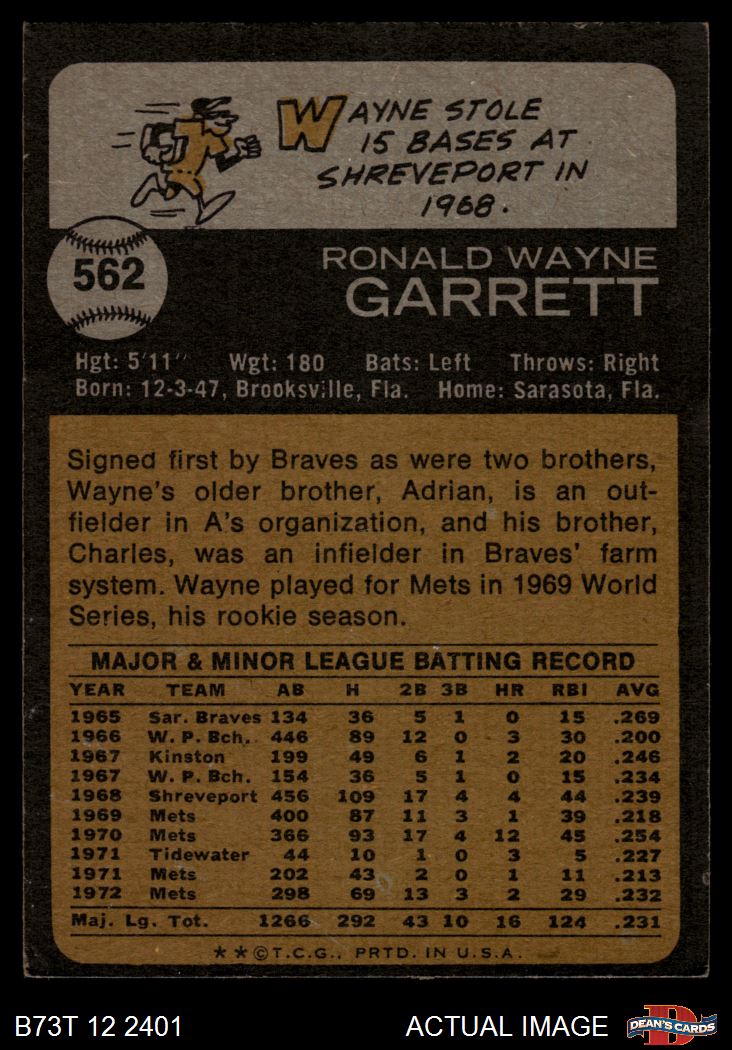 WAYNE STOLE
15 BASES AT
SHREVEPORT IN
1968.
562
RONALD WAYNE
GARRETT
Hgt: 5'11" Wgt: 180 Bats: Left Throws: Right
Born: 12-3-47, Brooksville, Fla. Home: Sarasota, Fla.
Signed first by Braves as were two brothers,
Wayne's older brother, Adrian, is an out-
fielder in A's organization, and his brother,
Charles, was an infielder in Braves' farm
system. Wayne played for Mets in 1969 World
Series, his rookie season.
MAJOR & MINOR LEAGUE BATTING RECORD
YEAR TEAM AB H 2B 3B HR RBI AVG
1965 Sar. Braves 134 36 5 1 0 15 .269
1966 W. P. Bch. 446 89 12 0 3 30 .200
1967 Kinston 199 49 6 1 2 20 .246
1967 W. P. Bch. 154 36 5 1 0 15 .234
1968 Shreveport 456 109 17 4 4 44 .239
1969 Mets 400 87 11 3 1 39 .218
1970 Mets 366 93 17 4 12 45 .254
1971 Tidewater 44 10 1 0 3 5 .227
1971 Mets 202 43 2 0 1 11 .213
1972 Mets 298 69 13 3 2 29 .232
Maj. Lg. Tot. 1266 292 43 10 16 124 .231
**©T.C.G., PRTD. IN U.S.A.
B73T 12 2401 ACTUAL IMAGE D DEAN'S CARDS